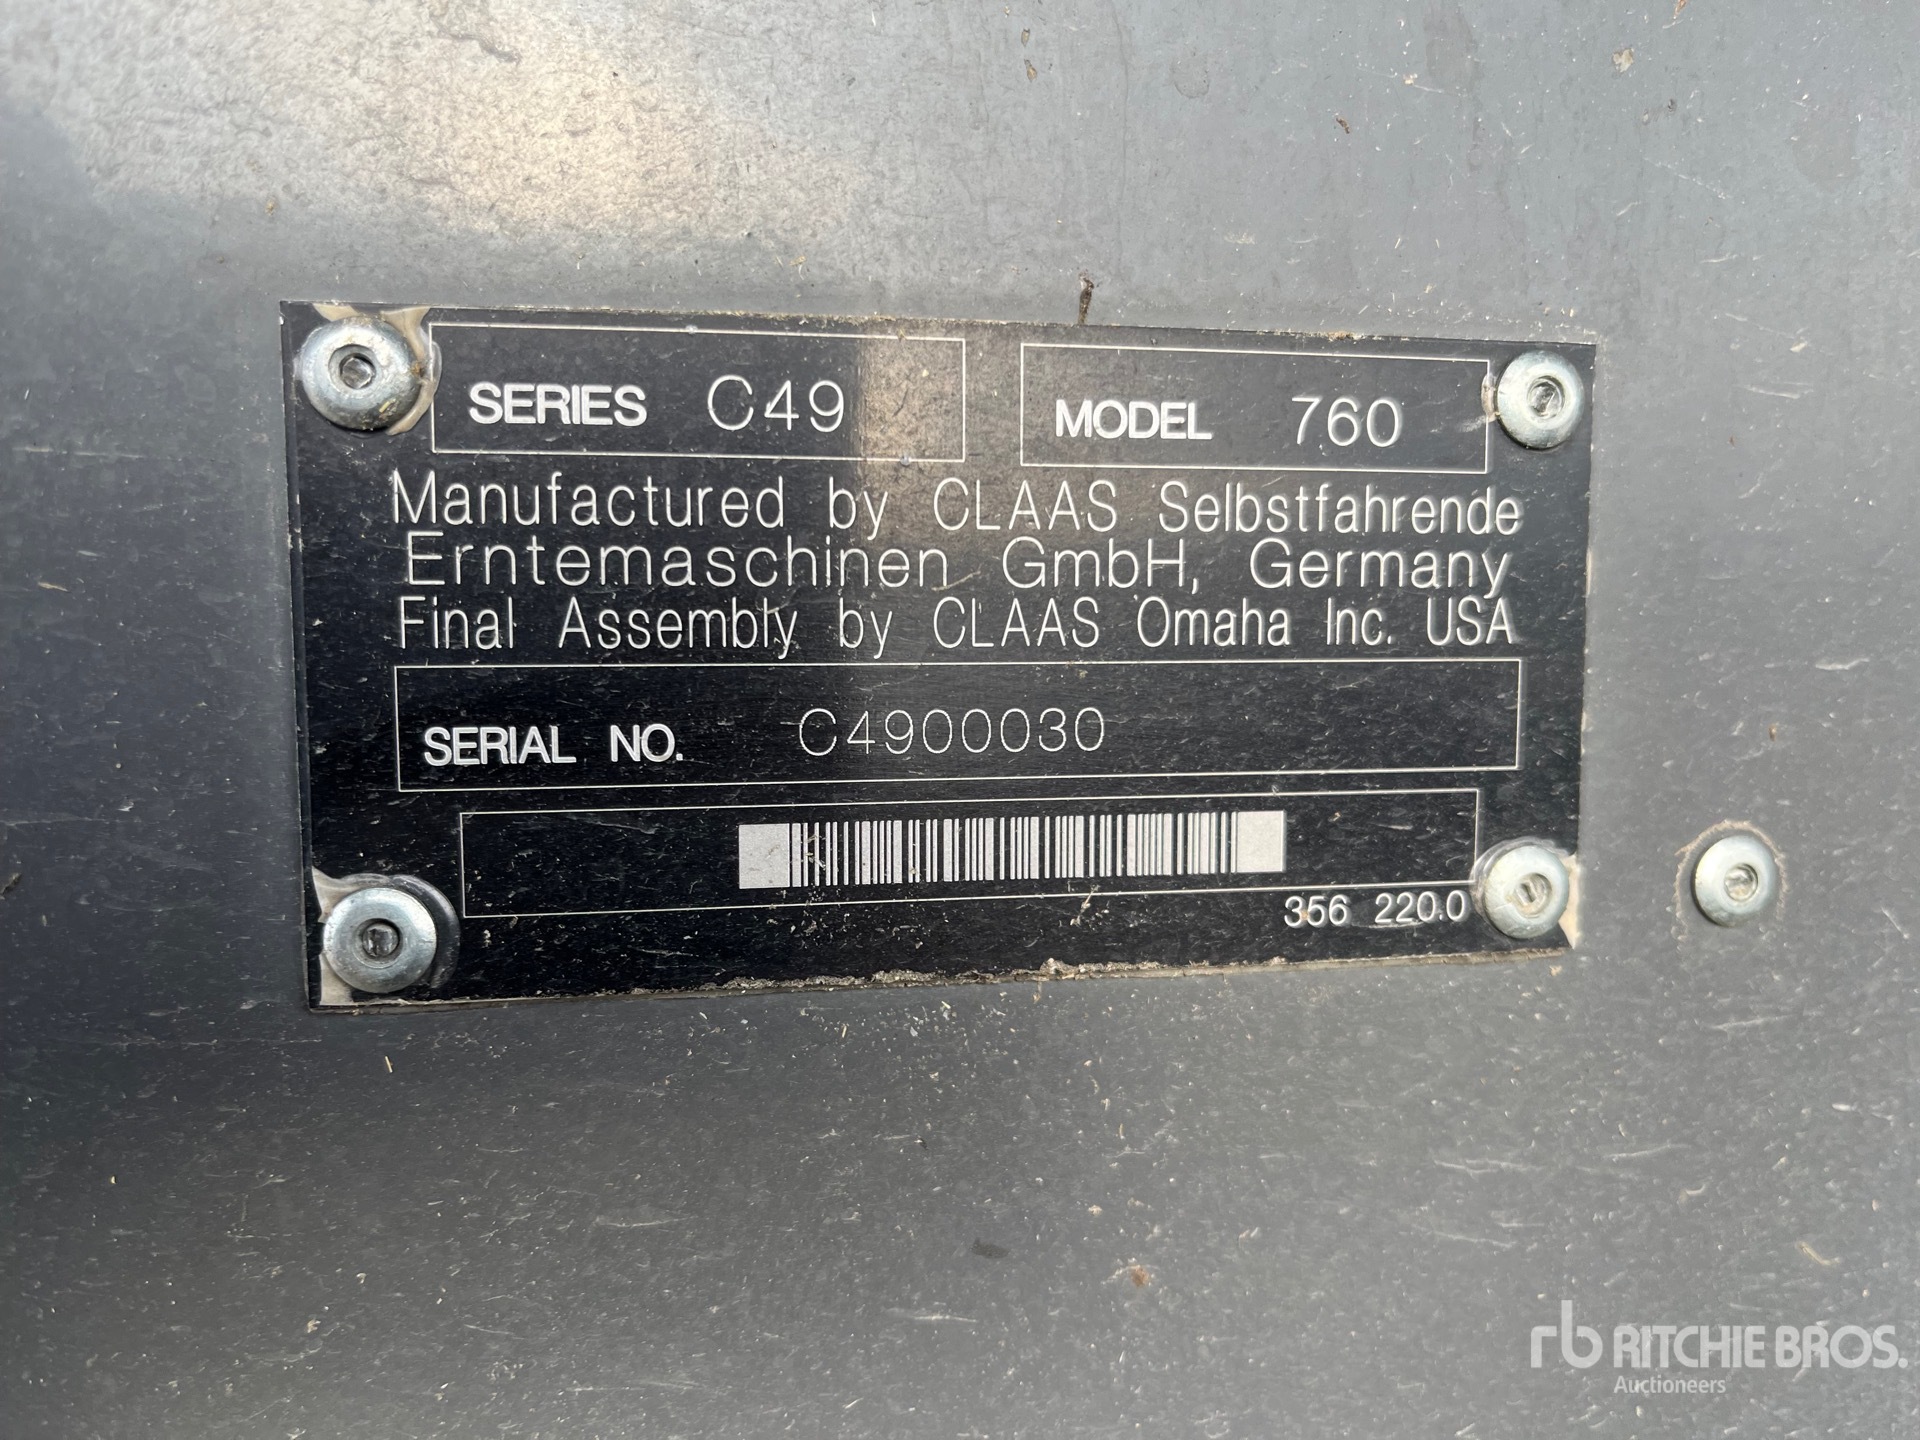 SERIES C49 MODEL 760
Manufactured by CLAAS Selbstfahrende
Erntemaschinen GmbH, Germany
Final Assembly by CLAAS Omaha Inc. USA
SERIAL NO. C4900030
356 220.0
rb RITCHIE BROS.
Auctioneers